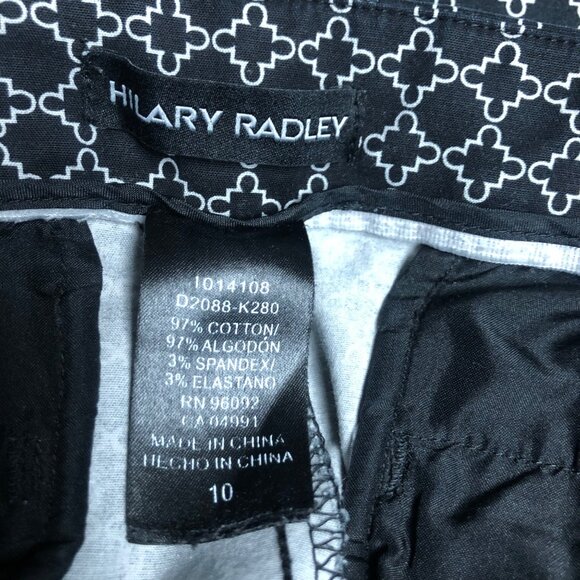 HILARY RADLEY
1014108
D2088-K280
97% COTTON/
97% ALGODÓN
3% SPANDEX/
3% ELASTANO
RN 96092
CA 04991
MADE IN CHINA
HECHO IN CHINA
10